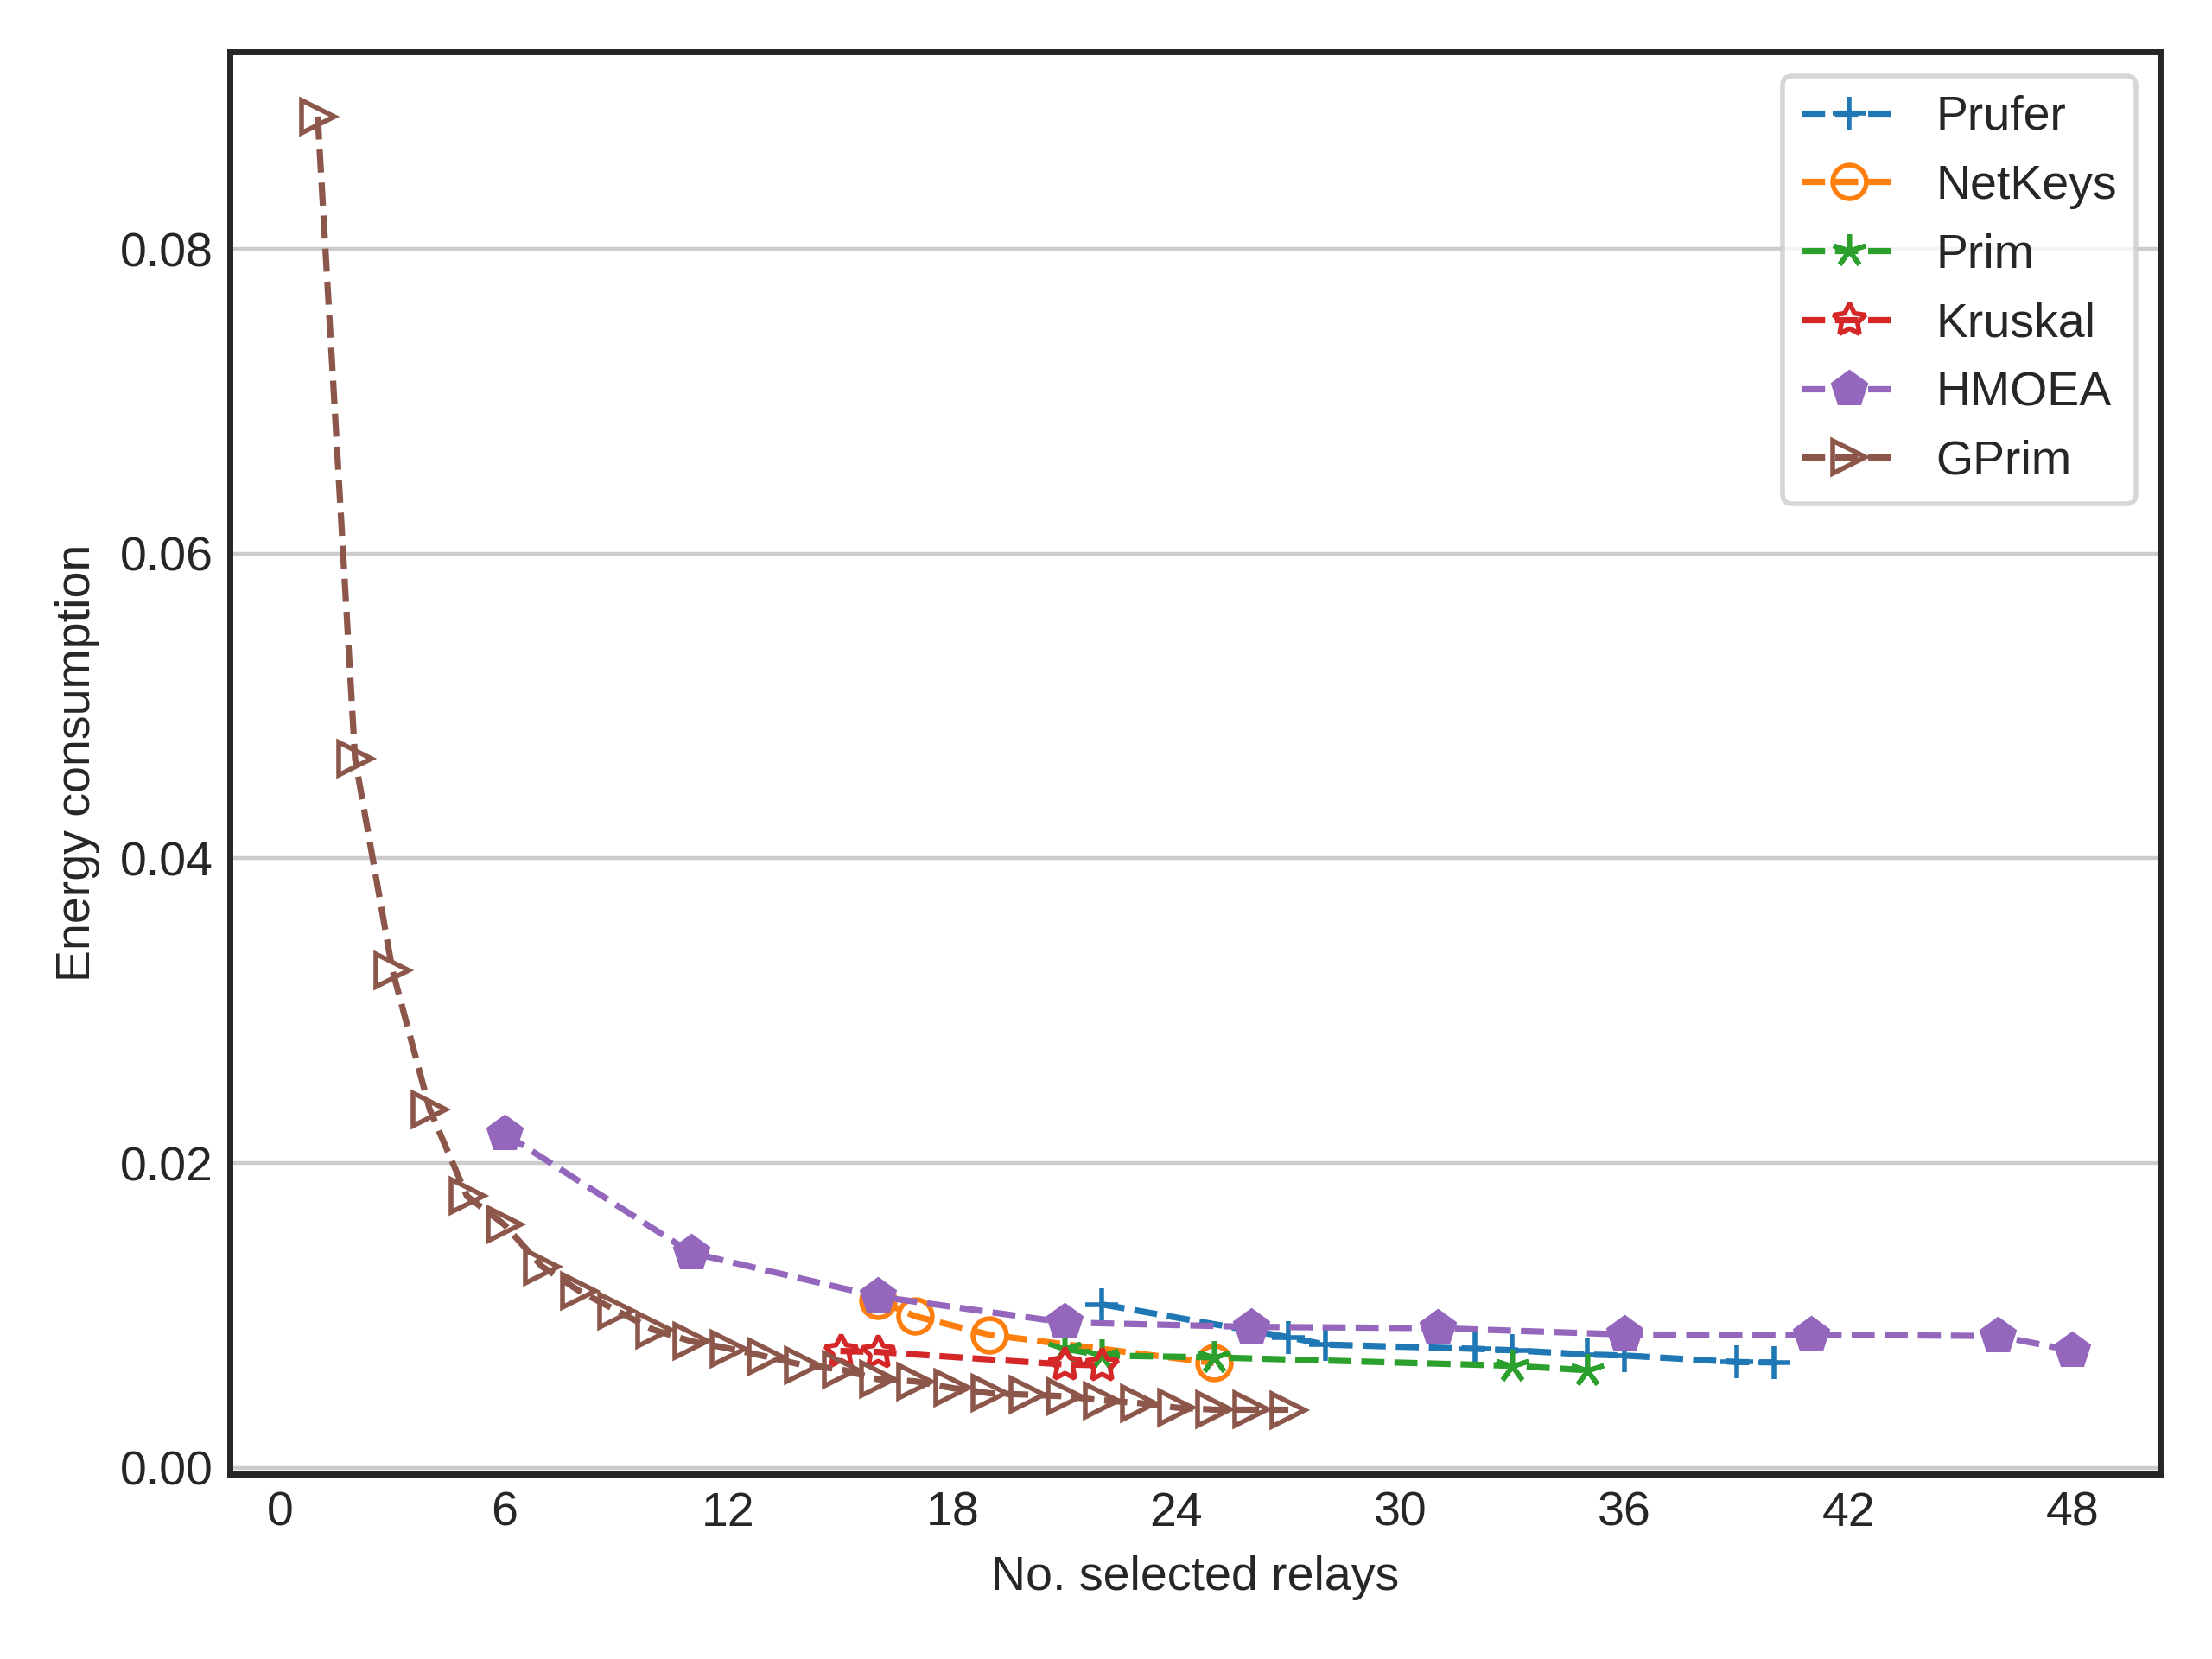 Prufer
NetKeys
Prim
Kruskal
HMOEA
GPrim
Energy consumption
0.08
0.06
0.04
0.02
0.00
0 6 12 18 24 30 36 42 48
No. selected relays